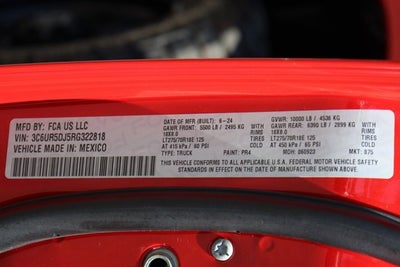 MFD BY: FCA US LLC
DATE OF MFR (BUILT): 6-24
GVWR: 10000 LB / 4536 KG
VIN: 3C6UR5DJ5RG322818
GAWR FRONT: 5500 LB / 2495 KG
GAWR REAR: 6390 LB / 2899 KG
18X8.0 RIMS
18X8.0 RIMS
LT275/70R18E 125 TIRES
LT275/70R18E 125 TIRES
VEHICLE MADE IN: MEXICO
AT 415 kPa / 60 PSI COLD
AT 450 kPa / 65 PSI COLD
TYPE: TRUCK
PAINT: PR4
MDH: 060923
MKT: 875
THIS VEHICLE CONFORMS TO ALL APPLICABLE U.S.A. FEDERAL MOTOR VEHICLE SAFETY
STANDARDS IN EFFECT ON THE DATE OF MANUFACTURE SHOWN ABOVE.